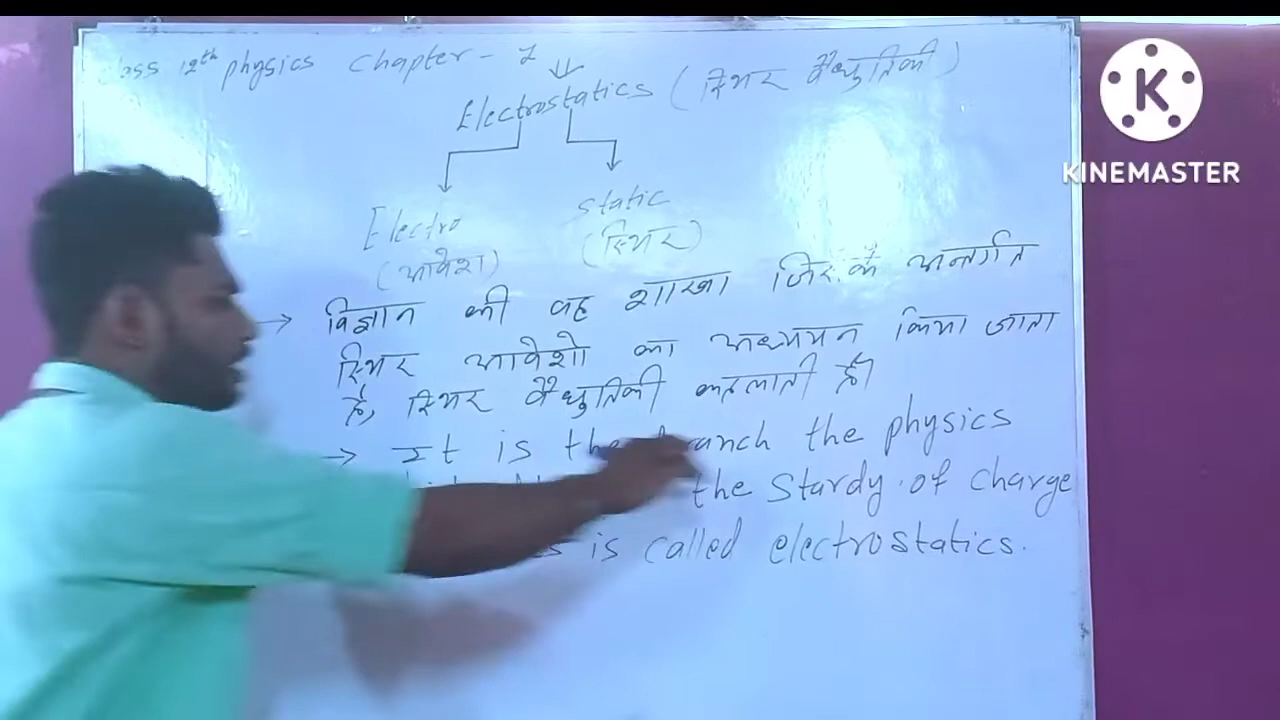 class 12th physics chapter - 1
Electrostatics (स्थिर वैधुतिकी)
Electro static
(आवेश) (स्थिर)
→ विज्ञान की वह शाखा जिसके अन्तर्गत
स्थिर आवेशो का अध्ययन किया जाता
है, स्थिर वैधुतिकी कहलाती है।
→ It is the branch the physics
the Stardy of charge
is called electrostatics.
K
KINEMASTER